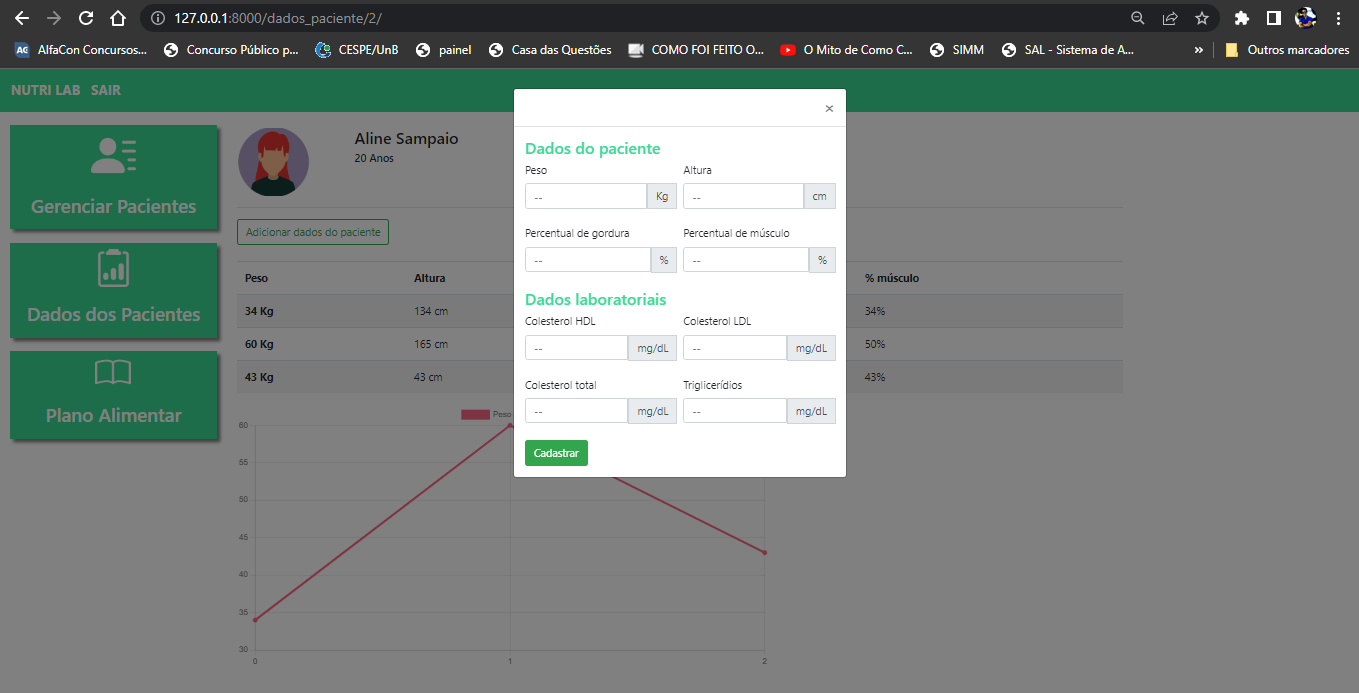 127.0.0.1:8000/dados_paciente/2/
AlfaCon Concursos... Concurso Público p... CESPE/UnB painel Casa das Questões COMO FOI FEITO O... O Mito de Como C... SIMM SAL - Sistema de A... » Outros marcadores
NUTRI LAB SAIR
Gerenciar Pacientes
Dados dos Pacientes
Plano Alimentar
Aline Sampaio
20 Anos
Adicionar dados do paciente
Peso Altura % músculo
34 Kg 134 cm 34%
60 Kg 165 cm 50%
43 Kg 43 cm 43%
Peso
60
55
50
45
40
35
30
0 1 2
×
Dados do paciente
Peso Altura
-- Kg -- cm
Percentual de gordura Percentual de músculo
-- % -- %
Dados laboratoriais
Colesterol HDL Colesterol LDL
-- mg/dL -- mg/dL
Colesterol total Triglicerídios
-- mg/dL -- mg/dL
Cadastrar